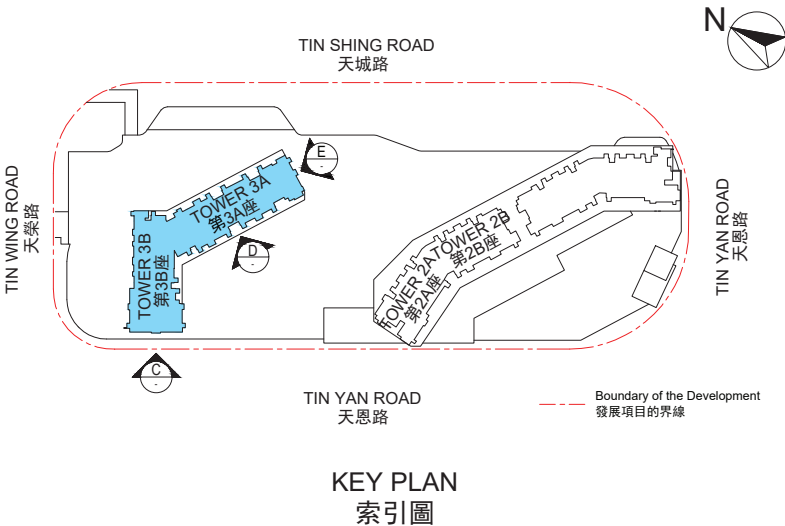 N
TIN SHING ROAD
天城路
TIN WING ROAD
天榮路
E
-
TOWER 3A
第3A座
D
-
TOWER 3B
第3B座
TOWER 2A
第2A座
TOWER 2B
第2B座
TIN YAN ROAD
天恩路
C
-
TIN YAN ROAD
天恩路
Boundary of the Development
發展項目的界線
KEY PLAN
索引圖